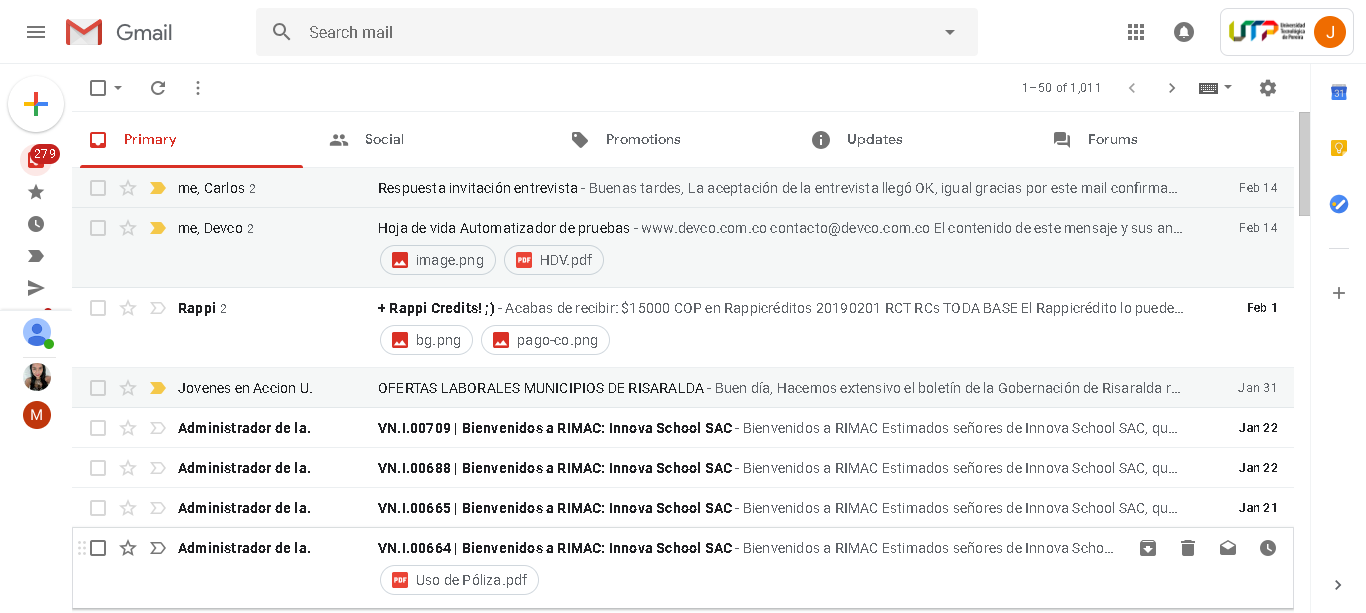 Gmail
Search mail
UTP Universidad Tecnológica de Pereira
J
1–50 of 1,011
31
279
Primary
Social
Promotions
Updates
Forums
me, Carlos 2 Respuesta invitación entrevista - Buenas tardes, La aceptación de la entrevista llegó OK, igual gracias por este mail confirma... Feb 14
me, Devco 2 Hoja de vida Automatizador de pruebas - www.devco.com.co contacto@devco.com.co El contenido de este mensaje y sus an... Feb 14
image.png PDF HDV.pdf
Rappi 2 + Rappi Credits! ;) - Acabas de recibir: $15000 COP en Rappicréditos 20190201 RCT RCs TODA BASE El Rappicrédito lo puede... Feb 1
bg.png pago-co.png
Jovenes en Accion U. OFERTAS LABORALES MUNICIPIOS DE RISARALDA - Buen día, Hacemos extensivo el boletín de la Gobernación de Risaralda r... Jan 31
M
Administrador de la. VN.I.00709 | Bienvenidos a RIMAC: Innova School SAC - Bienvenidos a RIMAC Estimados señores de Innova School SAC, qu... Jan 22
Administrador de la. VN.I.00688 | Bienvenidos a RIMAC: Innova School SAC - Bienvenidos a RIMAC Estimados señores de Innova School SAC, qu... Jan 22
Administrador de la. VN.I.00665 | Bienvenidos a RIMAC: Innova School SAC - Bienvenidos a RIMAC Estimados señores de Innova School SAC, qu... Jan 21
Administrador de la. VN.I.00664 | Bienvenidos a RIMAC: Innova School SAC - Bienvenidos a RIMAC Estimados señores de Innova Scho...
PDF Uso de Póliza.pdf